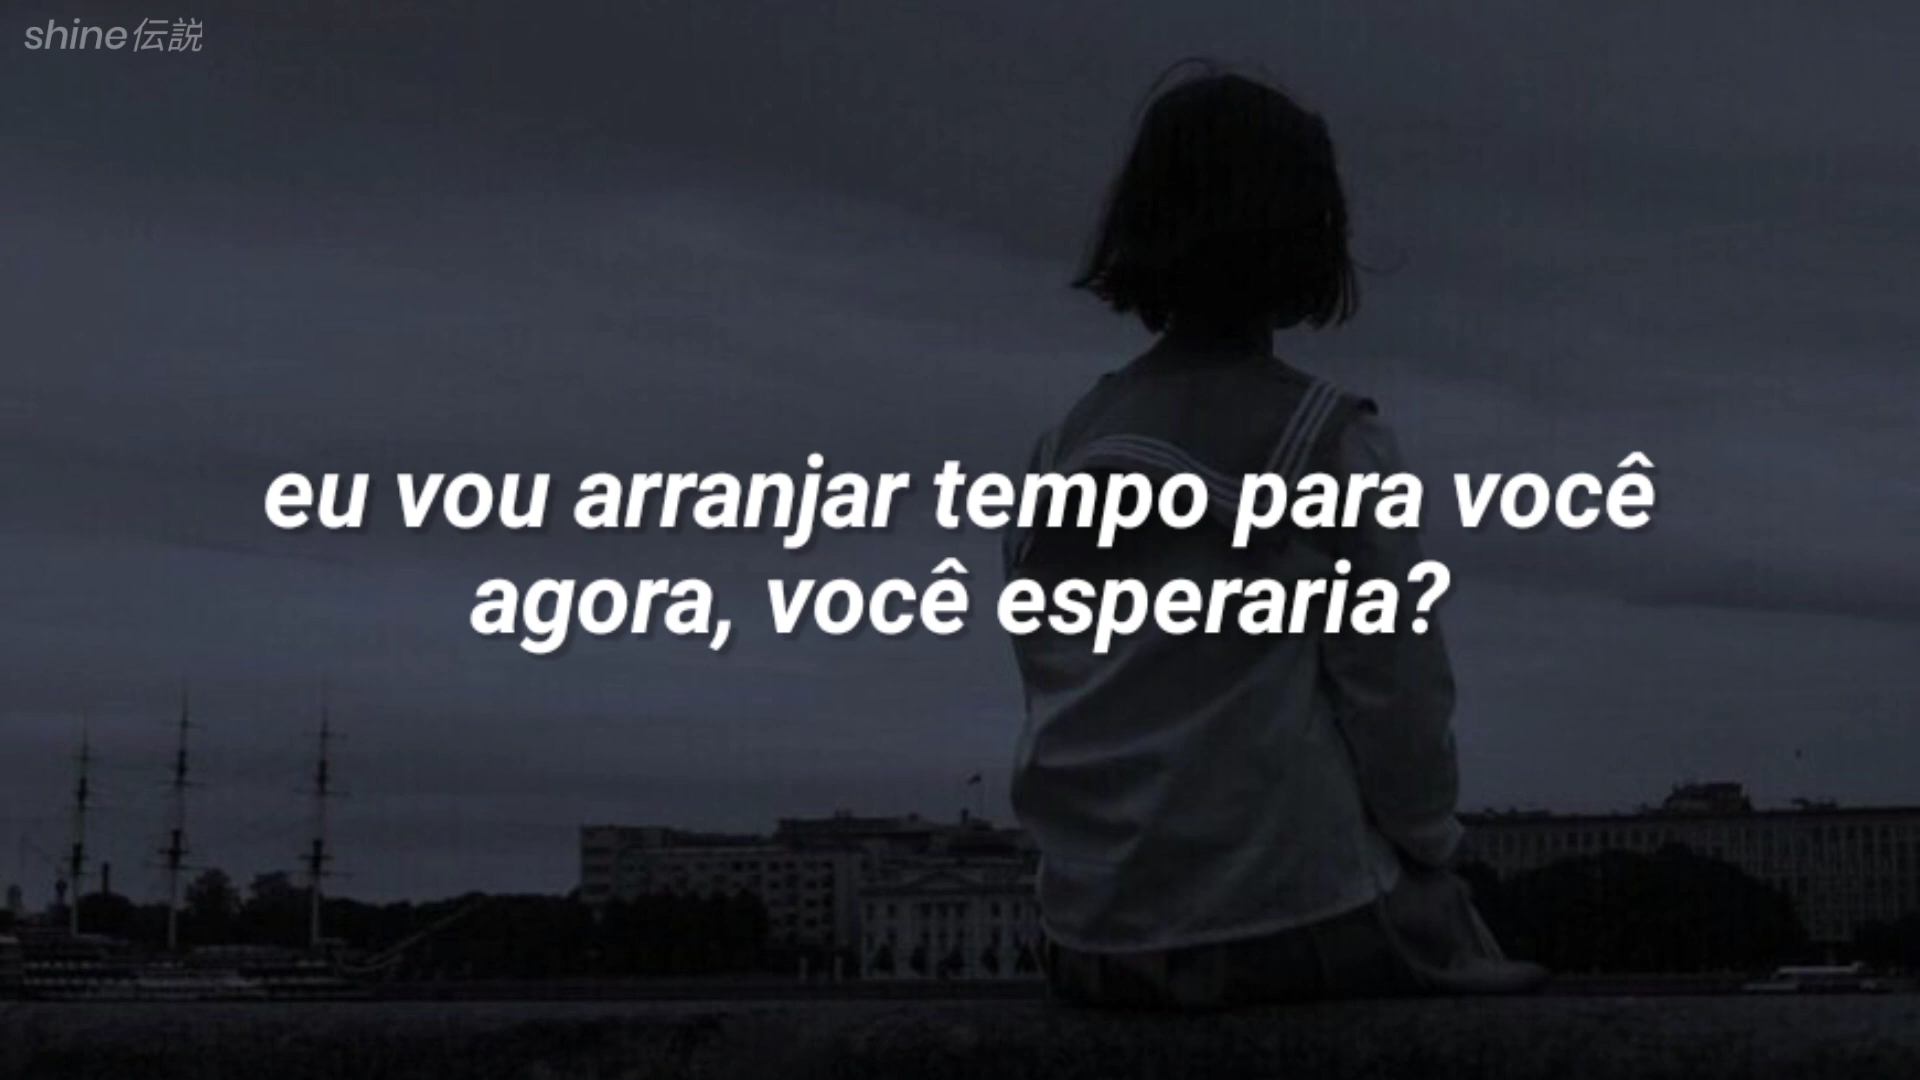 shine伝説
eu vou arranjar tempo para você
agora, você esperaria?